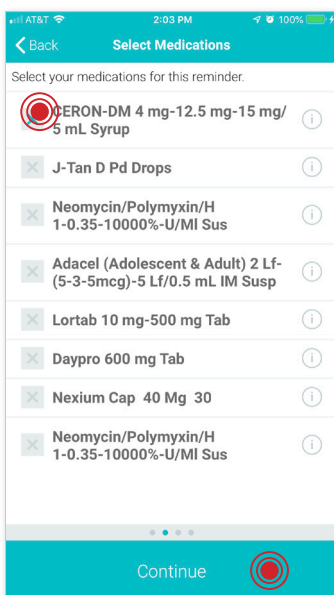 AT&T 2:03 PM 100%
Back Select Medications
Select your medications for this reminder.
CERON-DM 4 mg-12.5 mg-15 mg/
5 mL Syrup
J-Tan D Pd Drops
Neomycin/Polymyxin/H
1-0.35-10000%-U/Ml Sus
Adacel (Adolescent & Adult) 2 Lf-
(5-3-5mcg)-5 Lf/0.5 mL IM Susp
Lortab 10 mg-500 mg Tab
Daypro 600 mg Tab
Nexium Cap 40 Mg 30
Neomycin/Polymyxin/H
1-0.35-10000%-U/Ml Sus
Continue